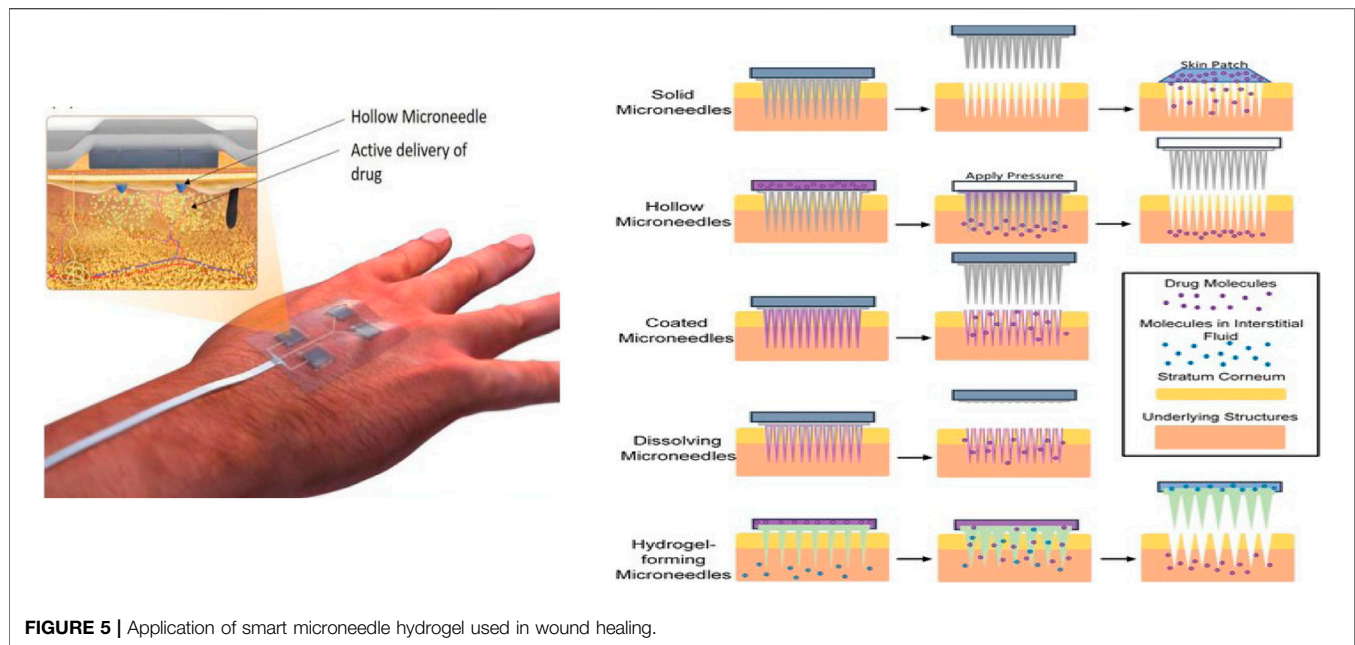 Hollow Microneedle
Active delivery of
drug
Solid
Microneedles
Skin Patch
Hollow
Microneedles
Apply Pressure
Coated
Microneedles
Dissolving
Microneedles
Hydrogel-
forming
Microneedles
Drug Molecules
Molecules in Interstitial
Fluid
Stratum Corneum
Underlying Structures
FIGURE 5 | Application of smart microneedle hydrogel used in wound healing.